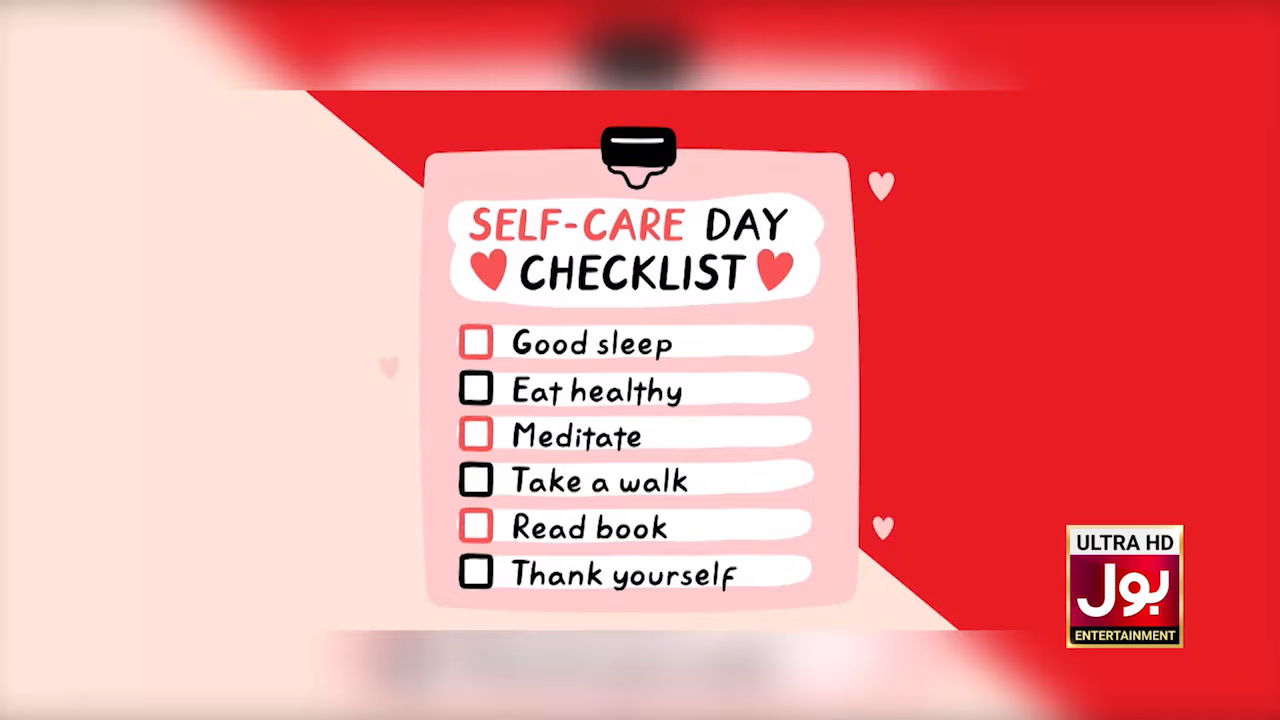 SELF-CARE DAY
CHECKLIST
Good sleep
Eat healthy
Meditate
Take a walk
Read book
Thank yourself
ULTRA HD
بول
ENTERTAINMENT